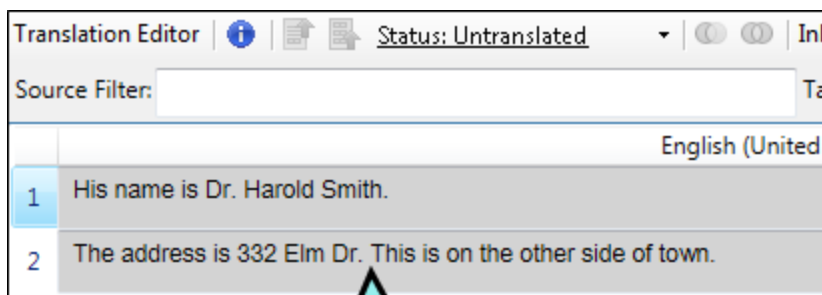 Translation Editor Status: Untranslated
Source Filter:
English (United
1 His name is Dr. Harold Smith.
2 The address is 332 Elm Dr. This is on the other side of town.